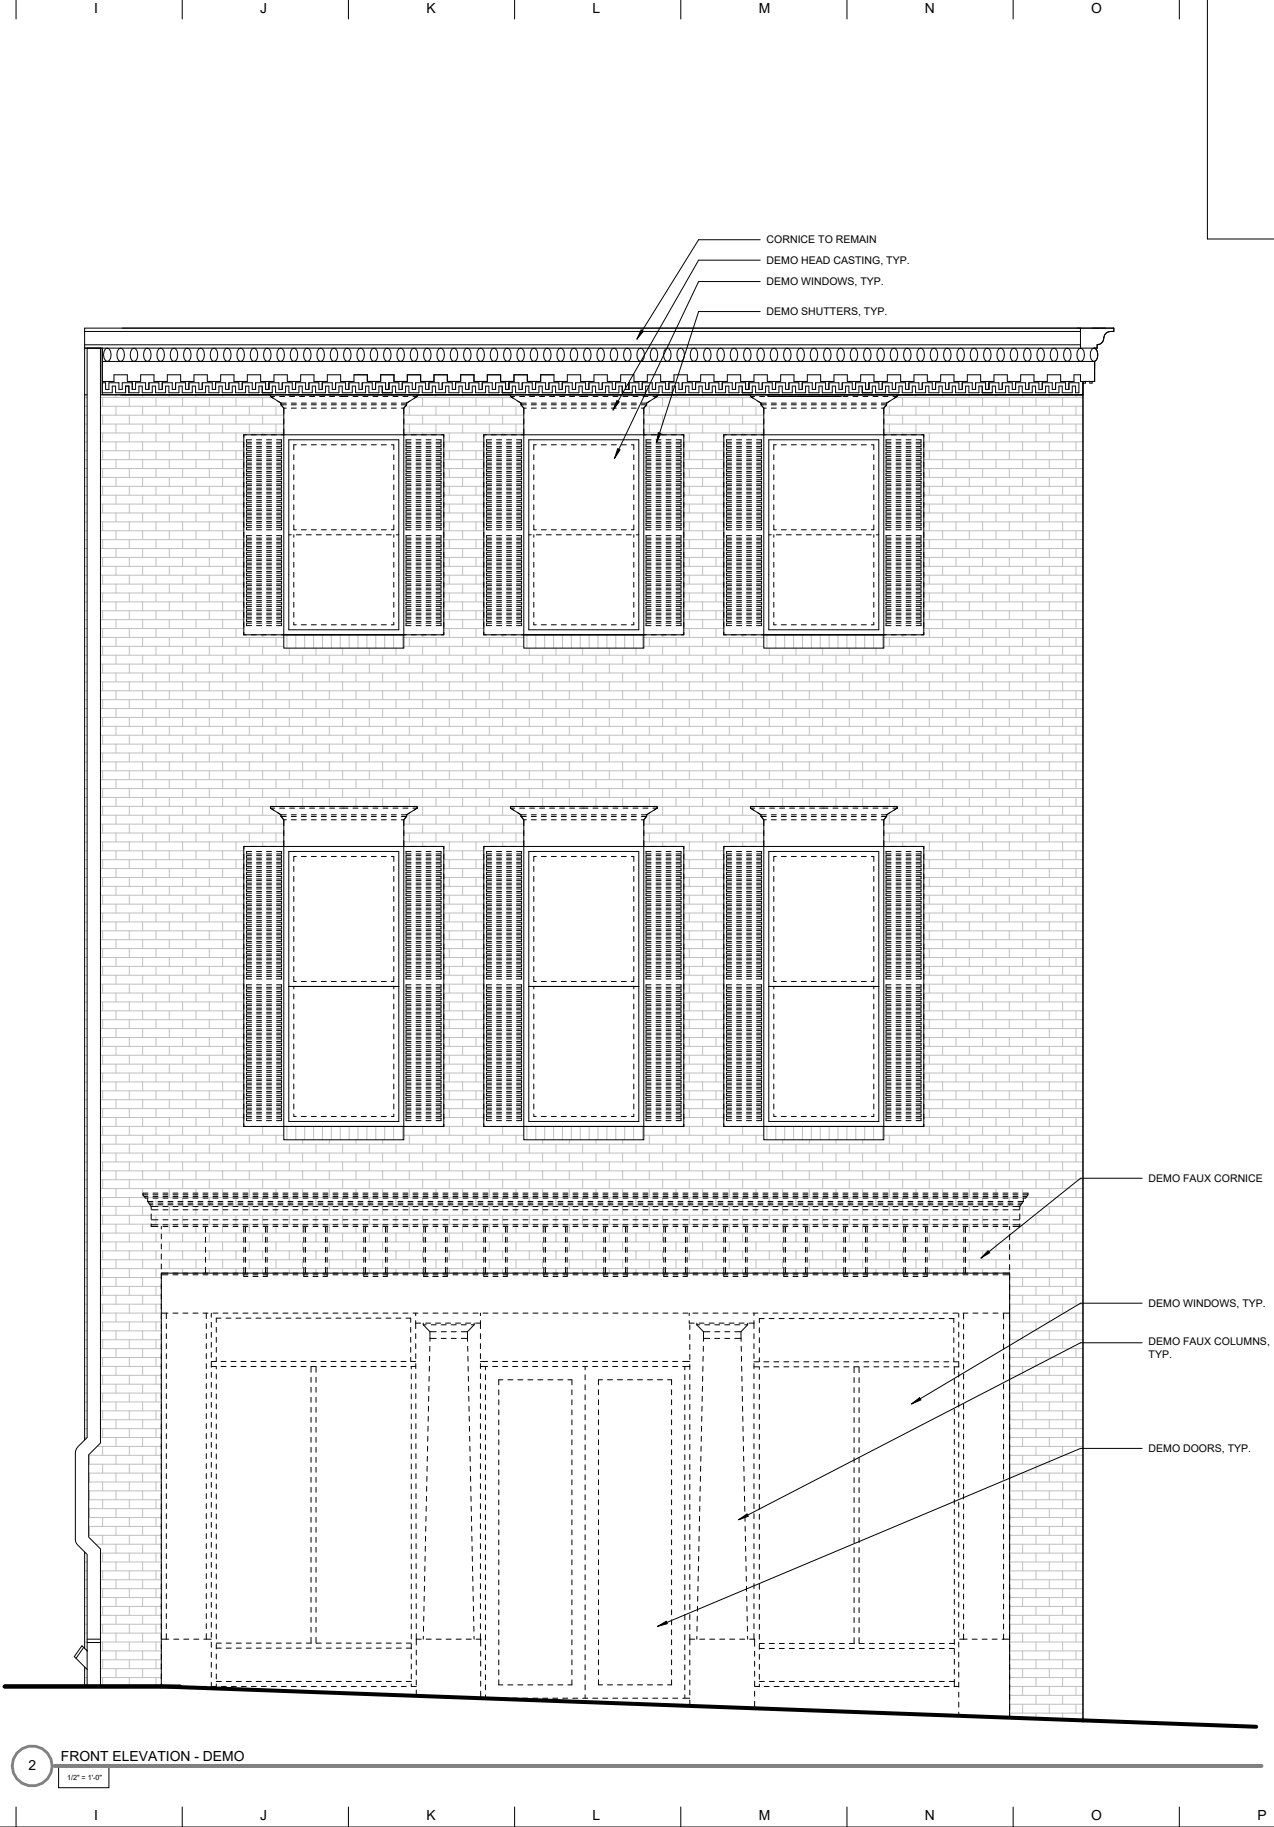 I J K L M N O
CORNICE TO REMAIN
DEMO HEAD CASTING, TYP.
DEMO WINDOWS, TYP.
DEMO SHUTTERS, TYP.
DEMO FAUX CORNICE
DEMO WINDOWS, TYP.
DEMO FAUX COLUMNS,
TYP.
DEMO DOORS, TYP.
2 FRONT ELEVATION - DEMO
1/2" = 1'-0"
I J K L M N O P